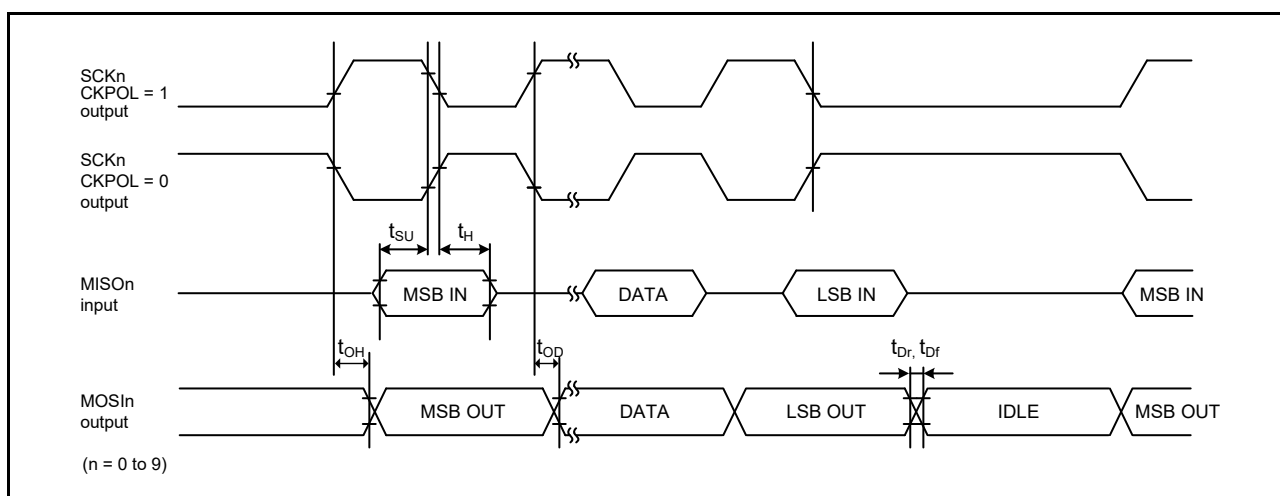 SCKn
CKPOL = 1
output
SCKn
CKPOL = 0
output
tSU
tH
MISOn
input
MSB IN
DATA
LSB IN
MSB IN
tOH
tOD
tDr, tDf
MOSIn
output
MSB OUT
DATA
LSB OUT
IDLE
MSB OUT
(n = 0 to 9)